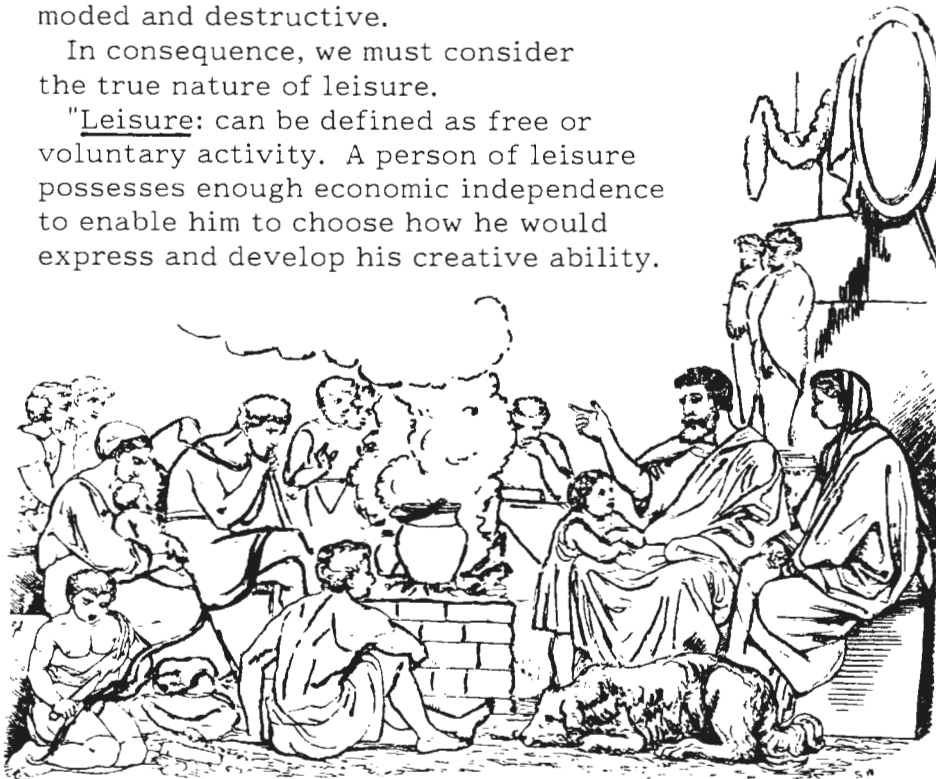 moded and destructive.
In consequence, we must consider
the true nature of leisure.
"Leisure: can be defined as free or
voluntary activity. A person of leisure
possesses enough economic independence
to enable him to choose how he would
express and develop his creative ability.
S.N